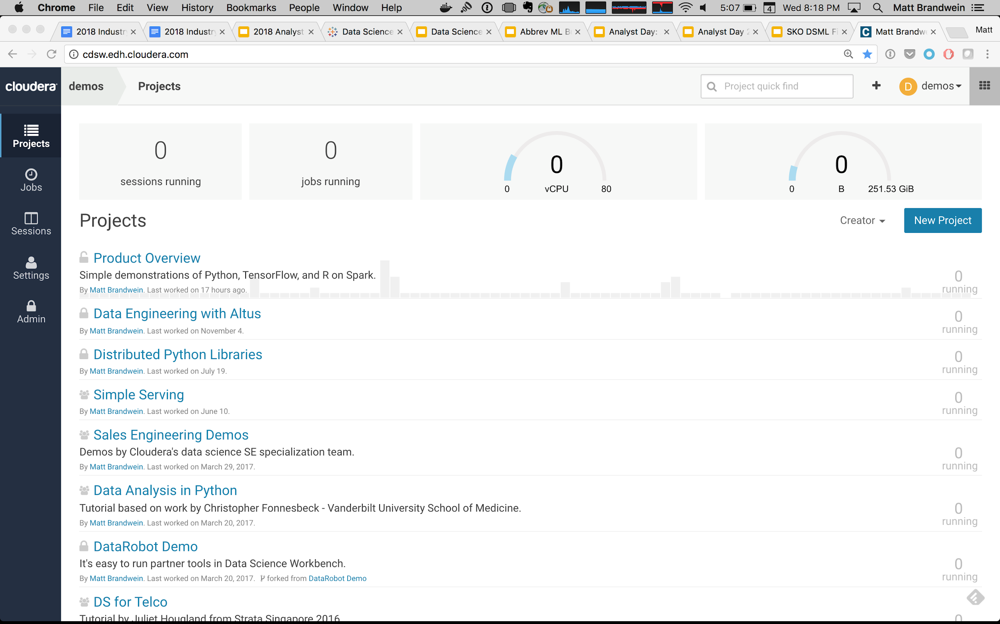 Chrome File Edit View History Bookmarks People Window Help 5:07 4 Wed 8:18 PM Matt Brandwein
2018 Industr 2018 Industry 2018 Analyst Data Science Data Science Abbrev ML B Analyst Day: Analyst Day 2 SKO DSML Fi Matt Brandwe Matt
cdsw.edh.cloudera.com
cloudera demos Projects Project quick find + D demos
Projects
Jobs
Sessions
Settings
Admin
0
sessions running
0
jobs running
0
0 vCPU 80
0
0 B 251.53 GiB
Projects Creator New Project
Product Overview
Simple demonstrations of Python, TensorFlow, and R on Spark.
By Matt Brandwein. Last worked on 17 hours ago.
0
running
Data Engineering with Altus
By Matt Brandwein. Last worked on November 4.
0
running
Distributed Python Libraries
By Matt Brandwein. Last worked on July 19.
0
running
Simple Serving
By Matt Brandwein. Last worked on June 10.
0
running
Sales Engineering Demos
Demos by Cloudera's data science SE specialization team.
By Matt Brandwein. Last worked on March 29, 2017.
0
running
Data Analysis in Python
Tutorial based on work by Christopher Fonnesbeck - Vanderbilt University School of Medicine.
By Matt Brandwein. Last worked on March 20, 2017.
0
running
DataRobot Demo
It's easy to run partner tools in Data Science Workbench.
By Matt Brandwein. Last worked on March 20, 2017. forked from DataRobot Demo
0
running
DS for Telco
Tutorial by Juliet Hougland from Strata Singapore 2016
0